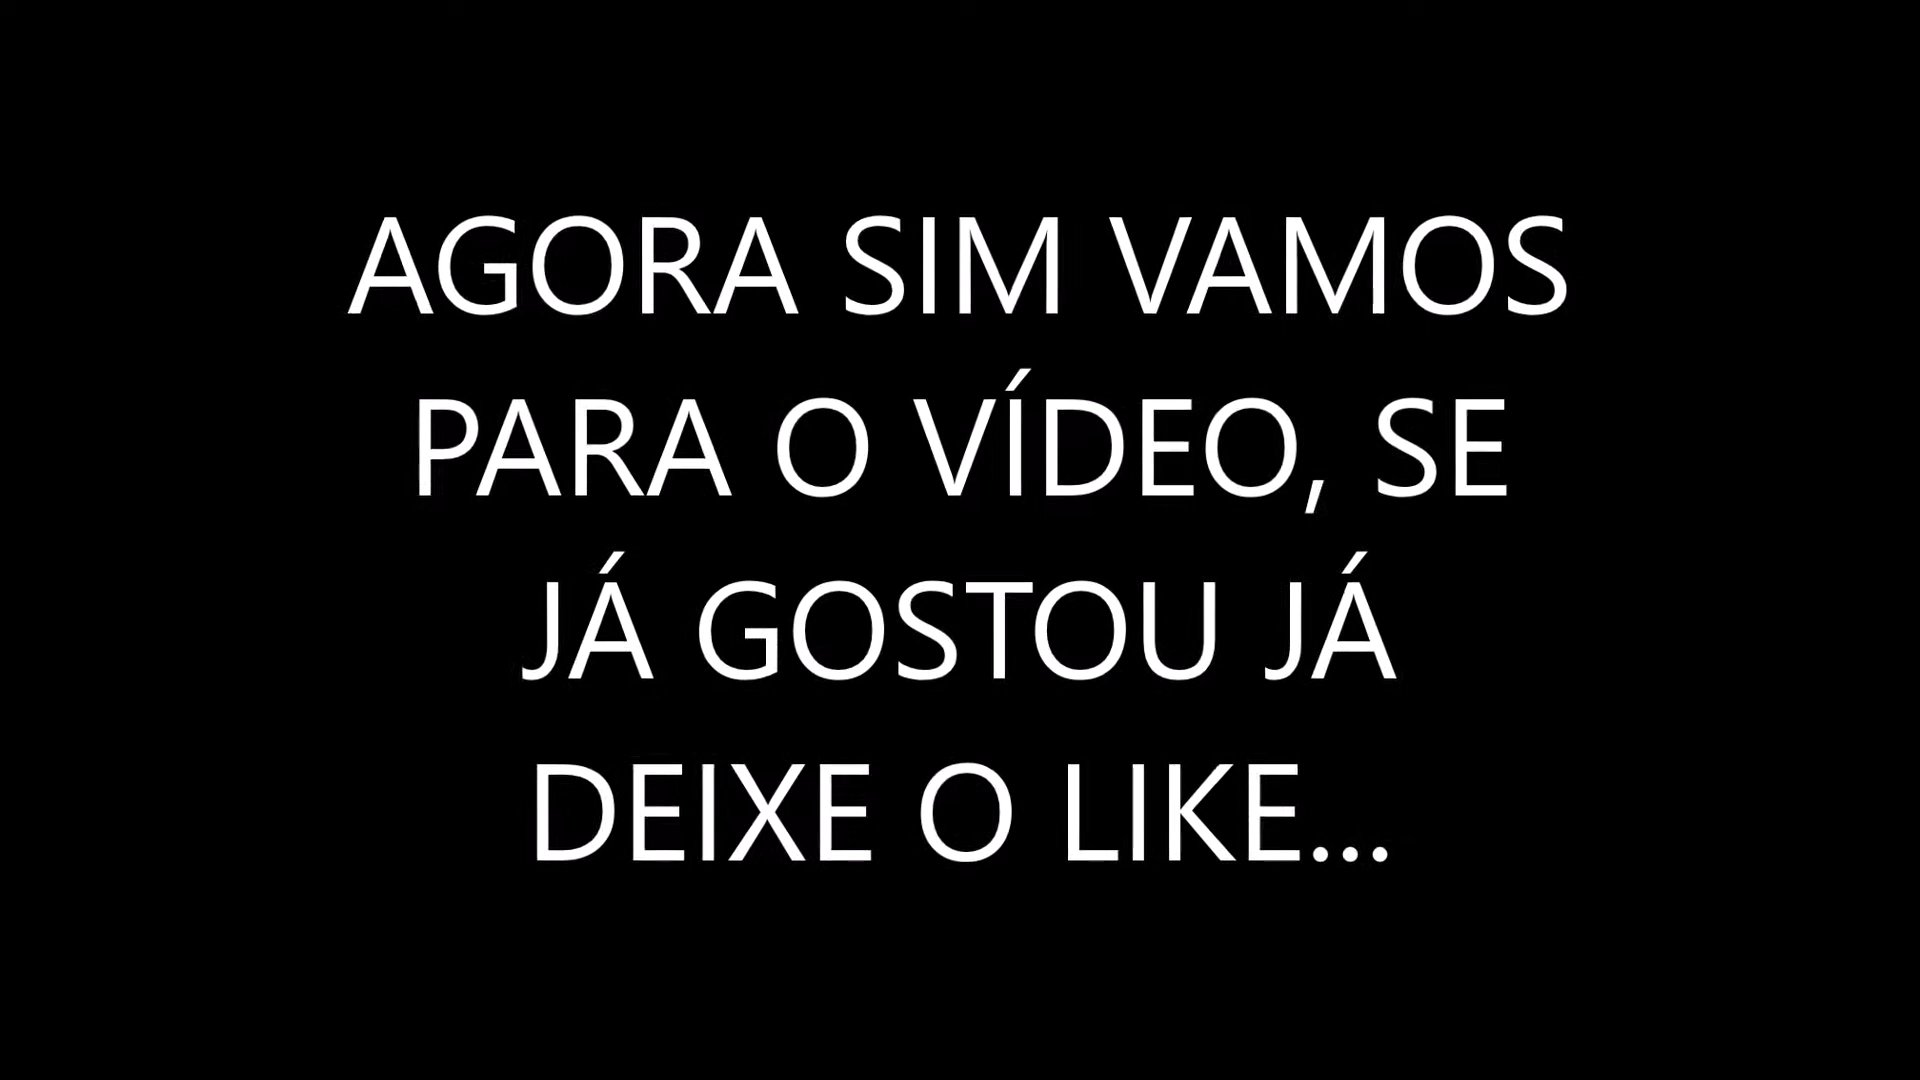 AGORA SIM VAMOS
PARA O VÍDEO, SE
JÁ GOSTOU JÁ
DEIXE O LIKE...